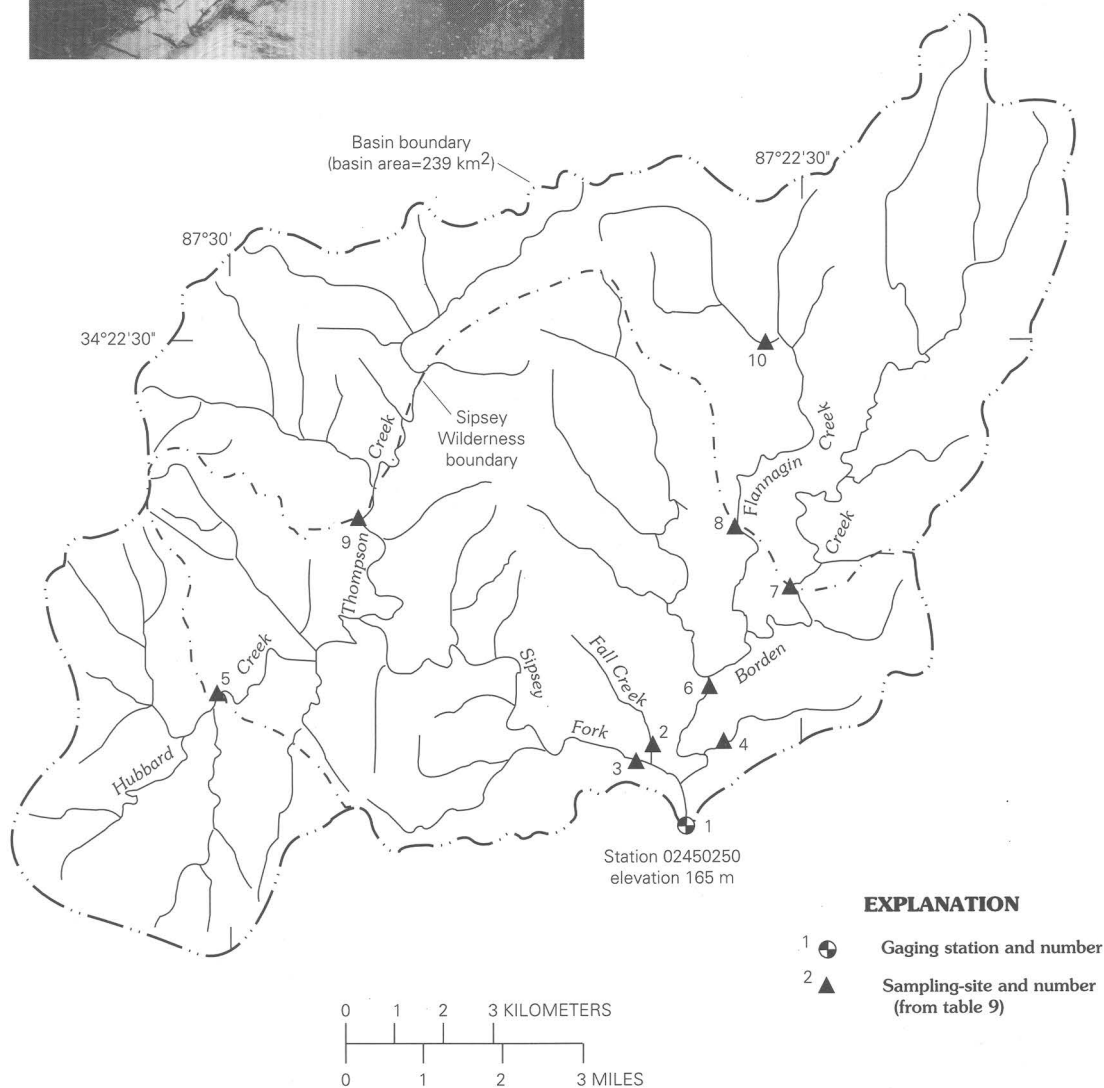 Basin boundary
(basin area=239 km2)
87°22'30"
87°30'
34°22'30"
10
Creek
Sipsey
Wilderness
boundary
Creek
Flannagin
8
9
Creek
Thompson
7
5
Creek
Sipsey
Fall Creek
6
Borden
Fork
2
4
3
Hubbard
1
Station 02450250
elevation 165 m
EXPLANATION
1 Gaging station and number
2 Sampling-site and number
(from table 9)
0 1 2 3 KILOMETERS
0 1 2 3 MILES